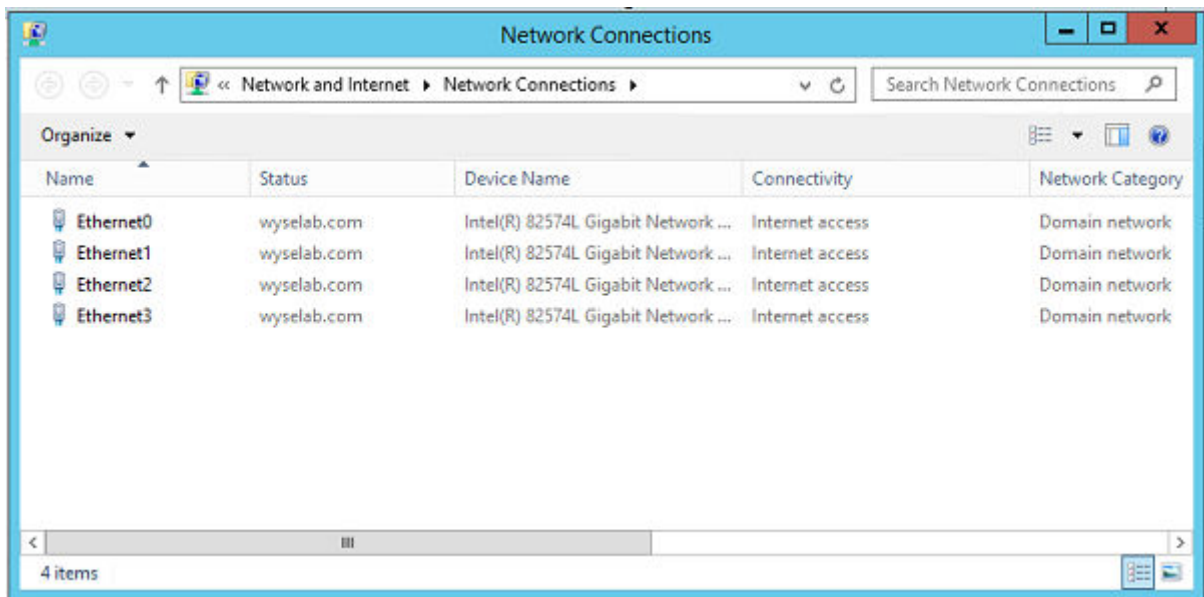 Network Connections
« Network and Internet Network Connections
Search Network Connections
Organize
Name Status Device Name Connectivity Network Category
Ethernet0 wyselab.com Intel(R) 82574L Gigabit Network ... Internet access Domain network
Ethernet1 wyselab.com Intel(R) 82574L Gigabit Network ... Internet access Domain network
Ethernet2 wyselab.com Intel(R) 82574L Gigabit Network ... Internet access Domain network
Ethernet3 wyselab.com Intel(R) 82574L Gigabit Network ... Internet access Domain network
4 items